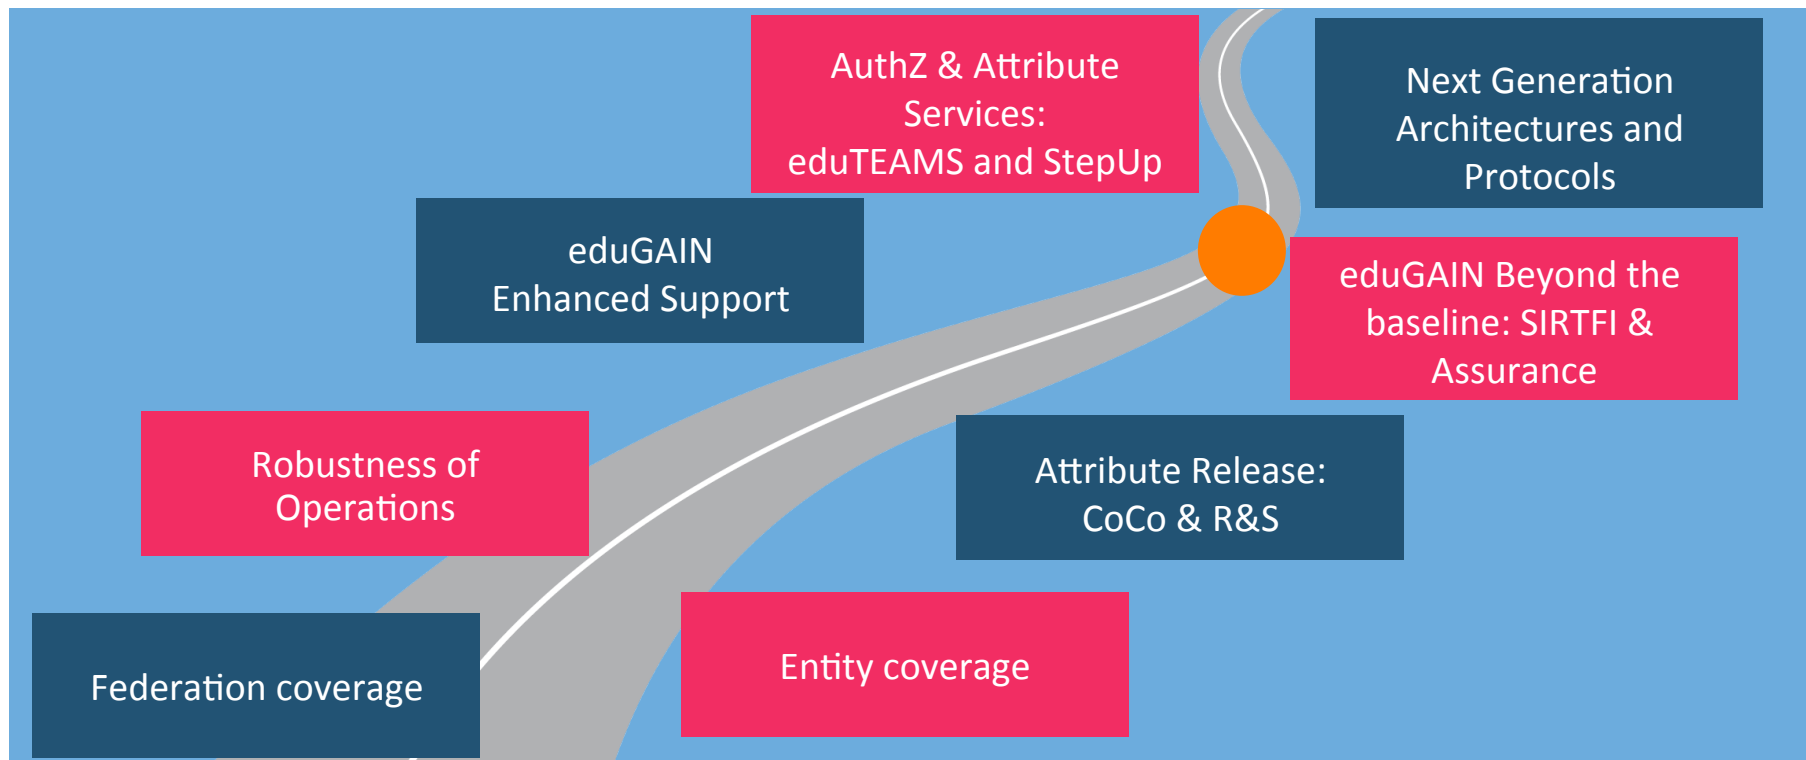 AuthZ & Attribute
Services:
eduTEAMS and StepUp
Next Generation
Architectures and
Protocols
eduGAIN
Enhanced Support
eduGAIN Beyond the
baseline: SIRTFI &
Assurance
Robustness of
Operations
Attribute Release:
CoCo & R&S
Federation coverage
Entity coverage